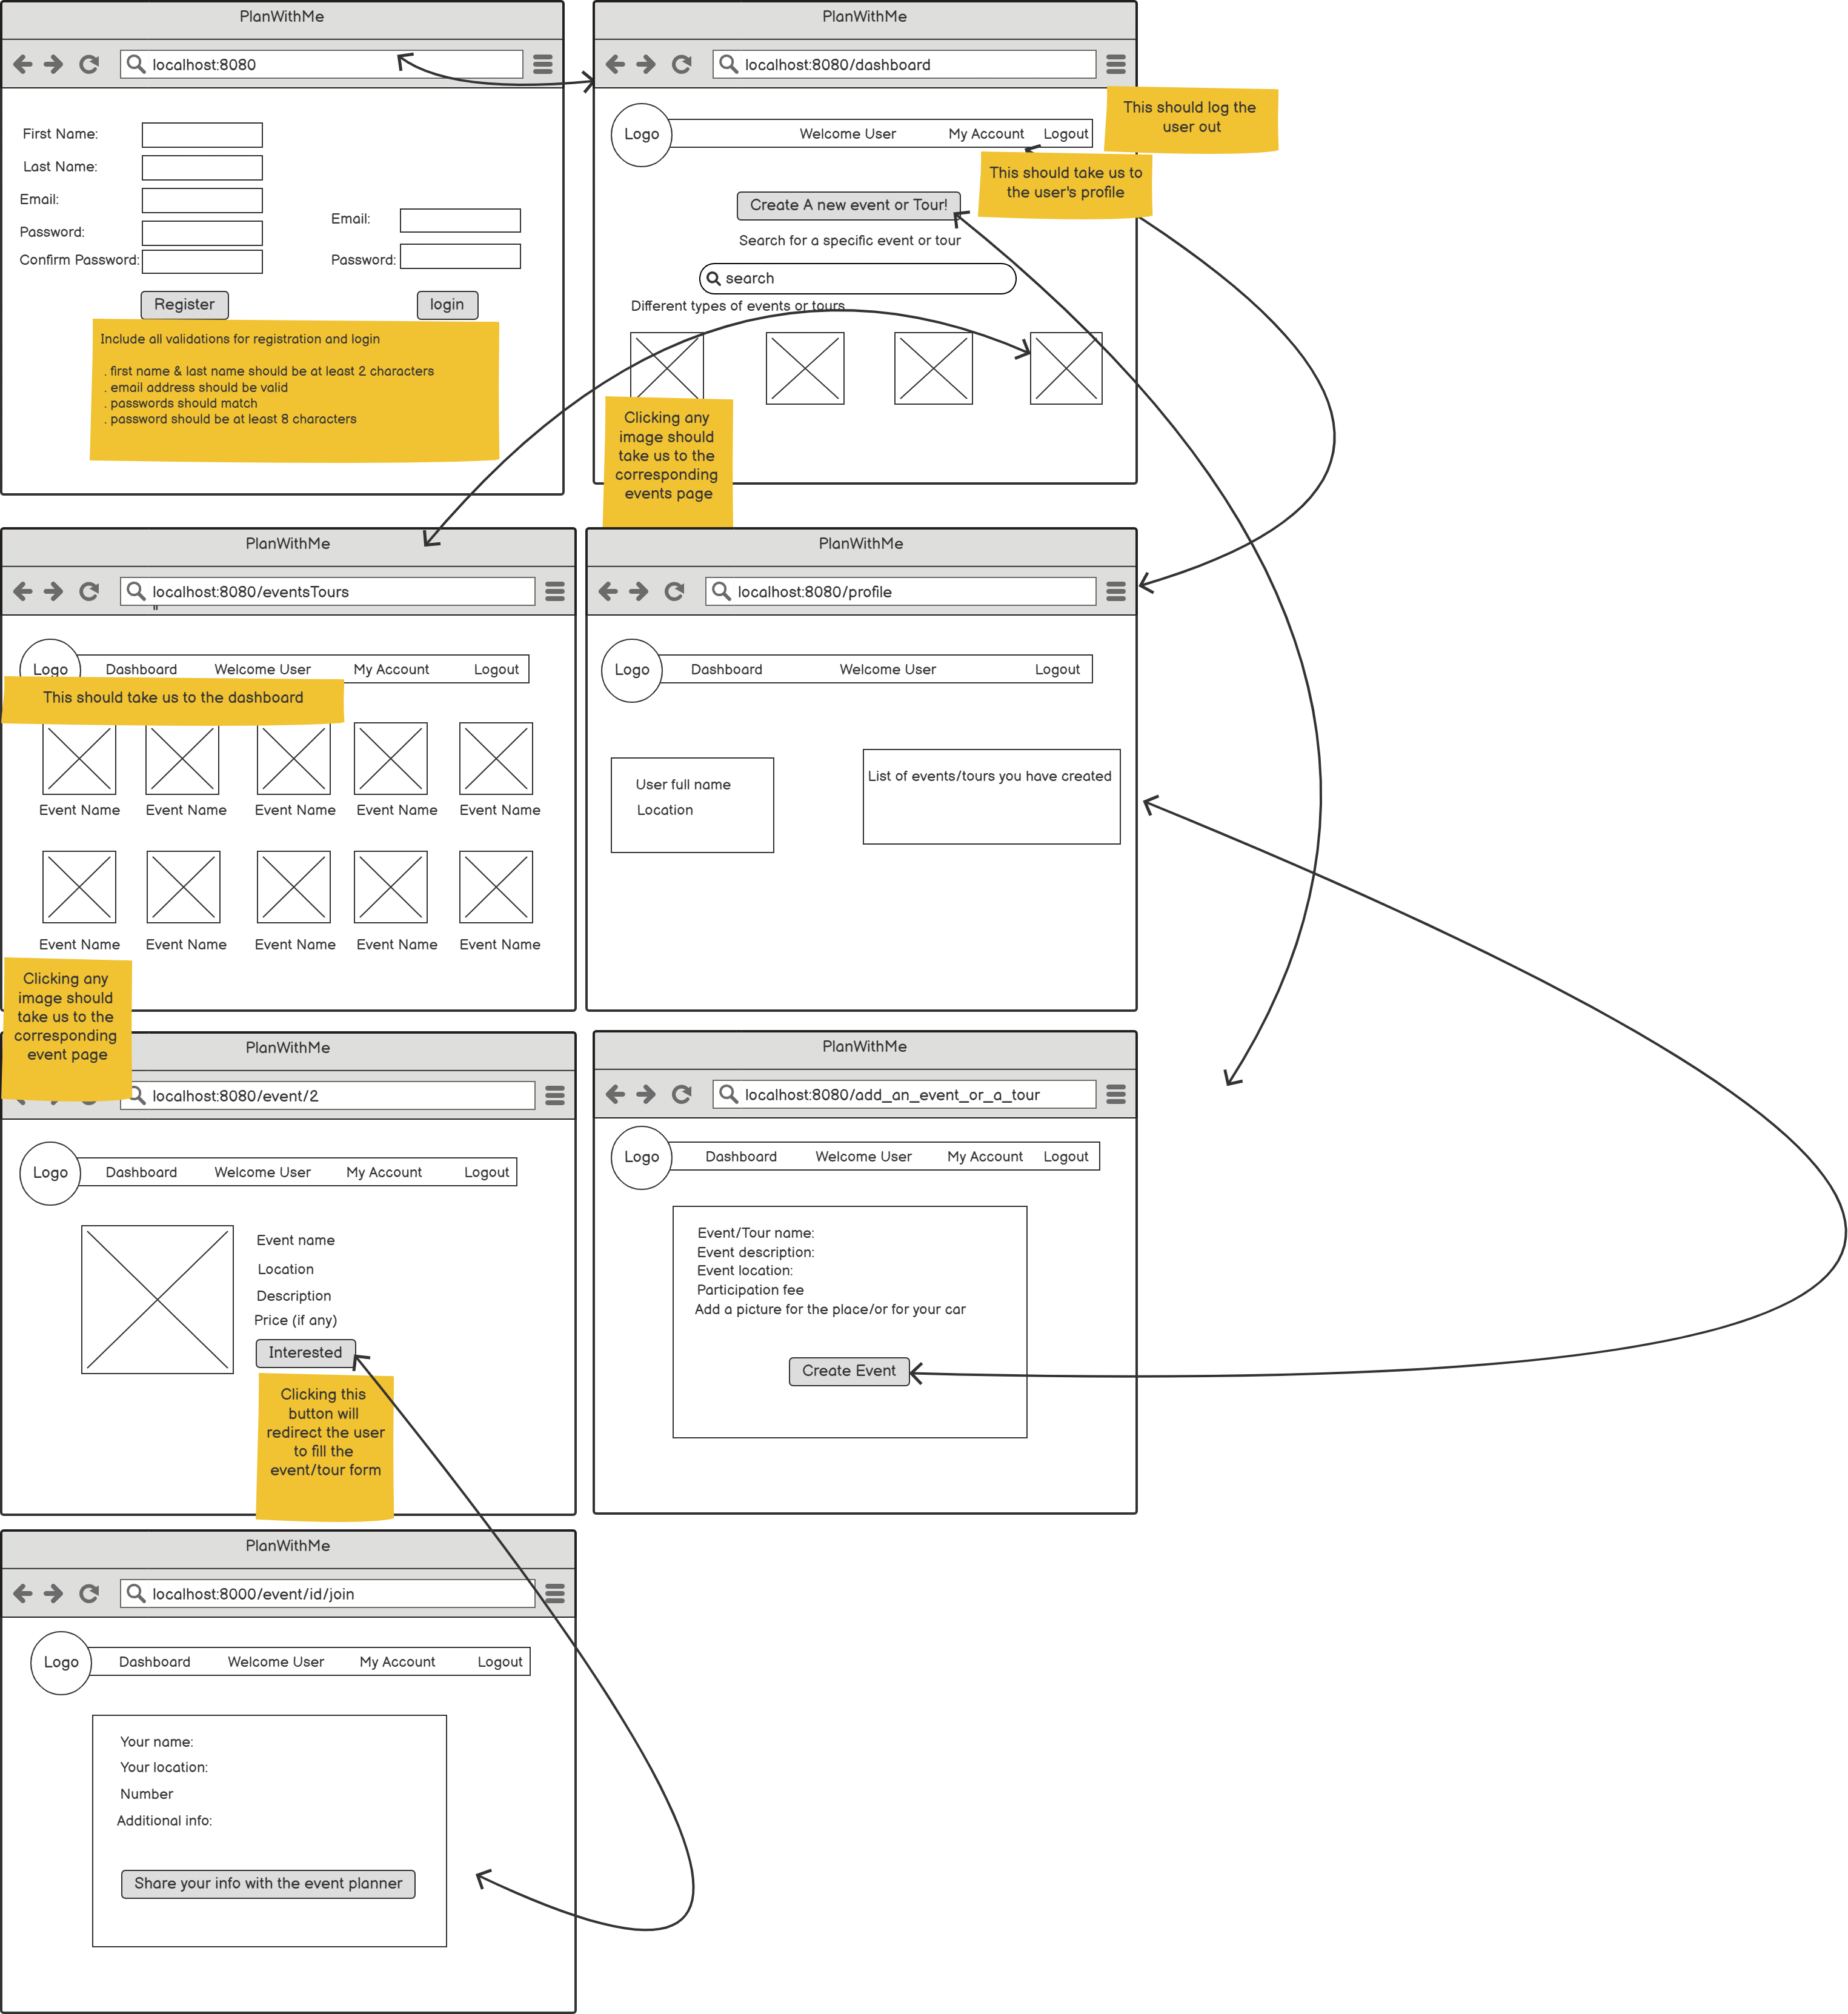 PlanWithMe
localhost:8080
First Name:
Last Name:
Email:
Password:
Confirm Password:
Register
Email:
Password:
login
Include all validations for registration and login
. first name & last name should be at least 2 characters
. email address should be valid
. passwords should match
. password should be at least 8 characters
PlanWithMe
localhost:8080/dashboard
Logo
Welcome User
My Account
Logout
This should log the
user out
This should take us to
the user's profile
Create A new event or Tour!
Search for a specific event or tour
search
Different types of events or tours
Clicking any
image should
take us to the
corresponding
events page
PlanWithMe
localhost:8080/eventsTours
Logo
Dashboard
Welcome User
My Account
Logout
This should take us to the dashboard
Event Name
Event Name
Event Name
Event Name
Event Name
Event Name
Event Name
Event Name
Event Name
Event Name
Clicking any
image should
take us to the
corresponding
event page
PlanWithMe
localhost:8080/profile
Logo
Dashboard
Welcome User
Logout
User full name
Location
List of events/tours you have created
PlanWithMe
localhost:8080/event/2
Logo
Dashboard
Welcome User
My Account
Logout
Event name
Location
Description
Price (if any)
Interested
Clicking this
button will
redirect the user
to fill the
event/tour form
PlanWithMe
localhost:8080/add_an_event_or_a_tour
Logo
Dashboard
Welcome User
My Account
Logout
Event/Tour name:
Event description:
Event location:
Participation fee
Add a picture for the place/or for your car
Create Event
PlanWithMe
localhost:8000/event/id/join
Logo
Dashboard
Welcome User
My Account
Logout
Your name:
Your location:
Number
Additional info:
Share your info with the event planner